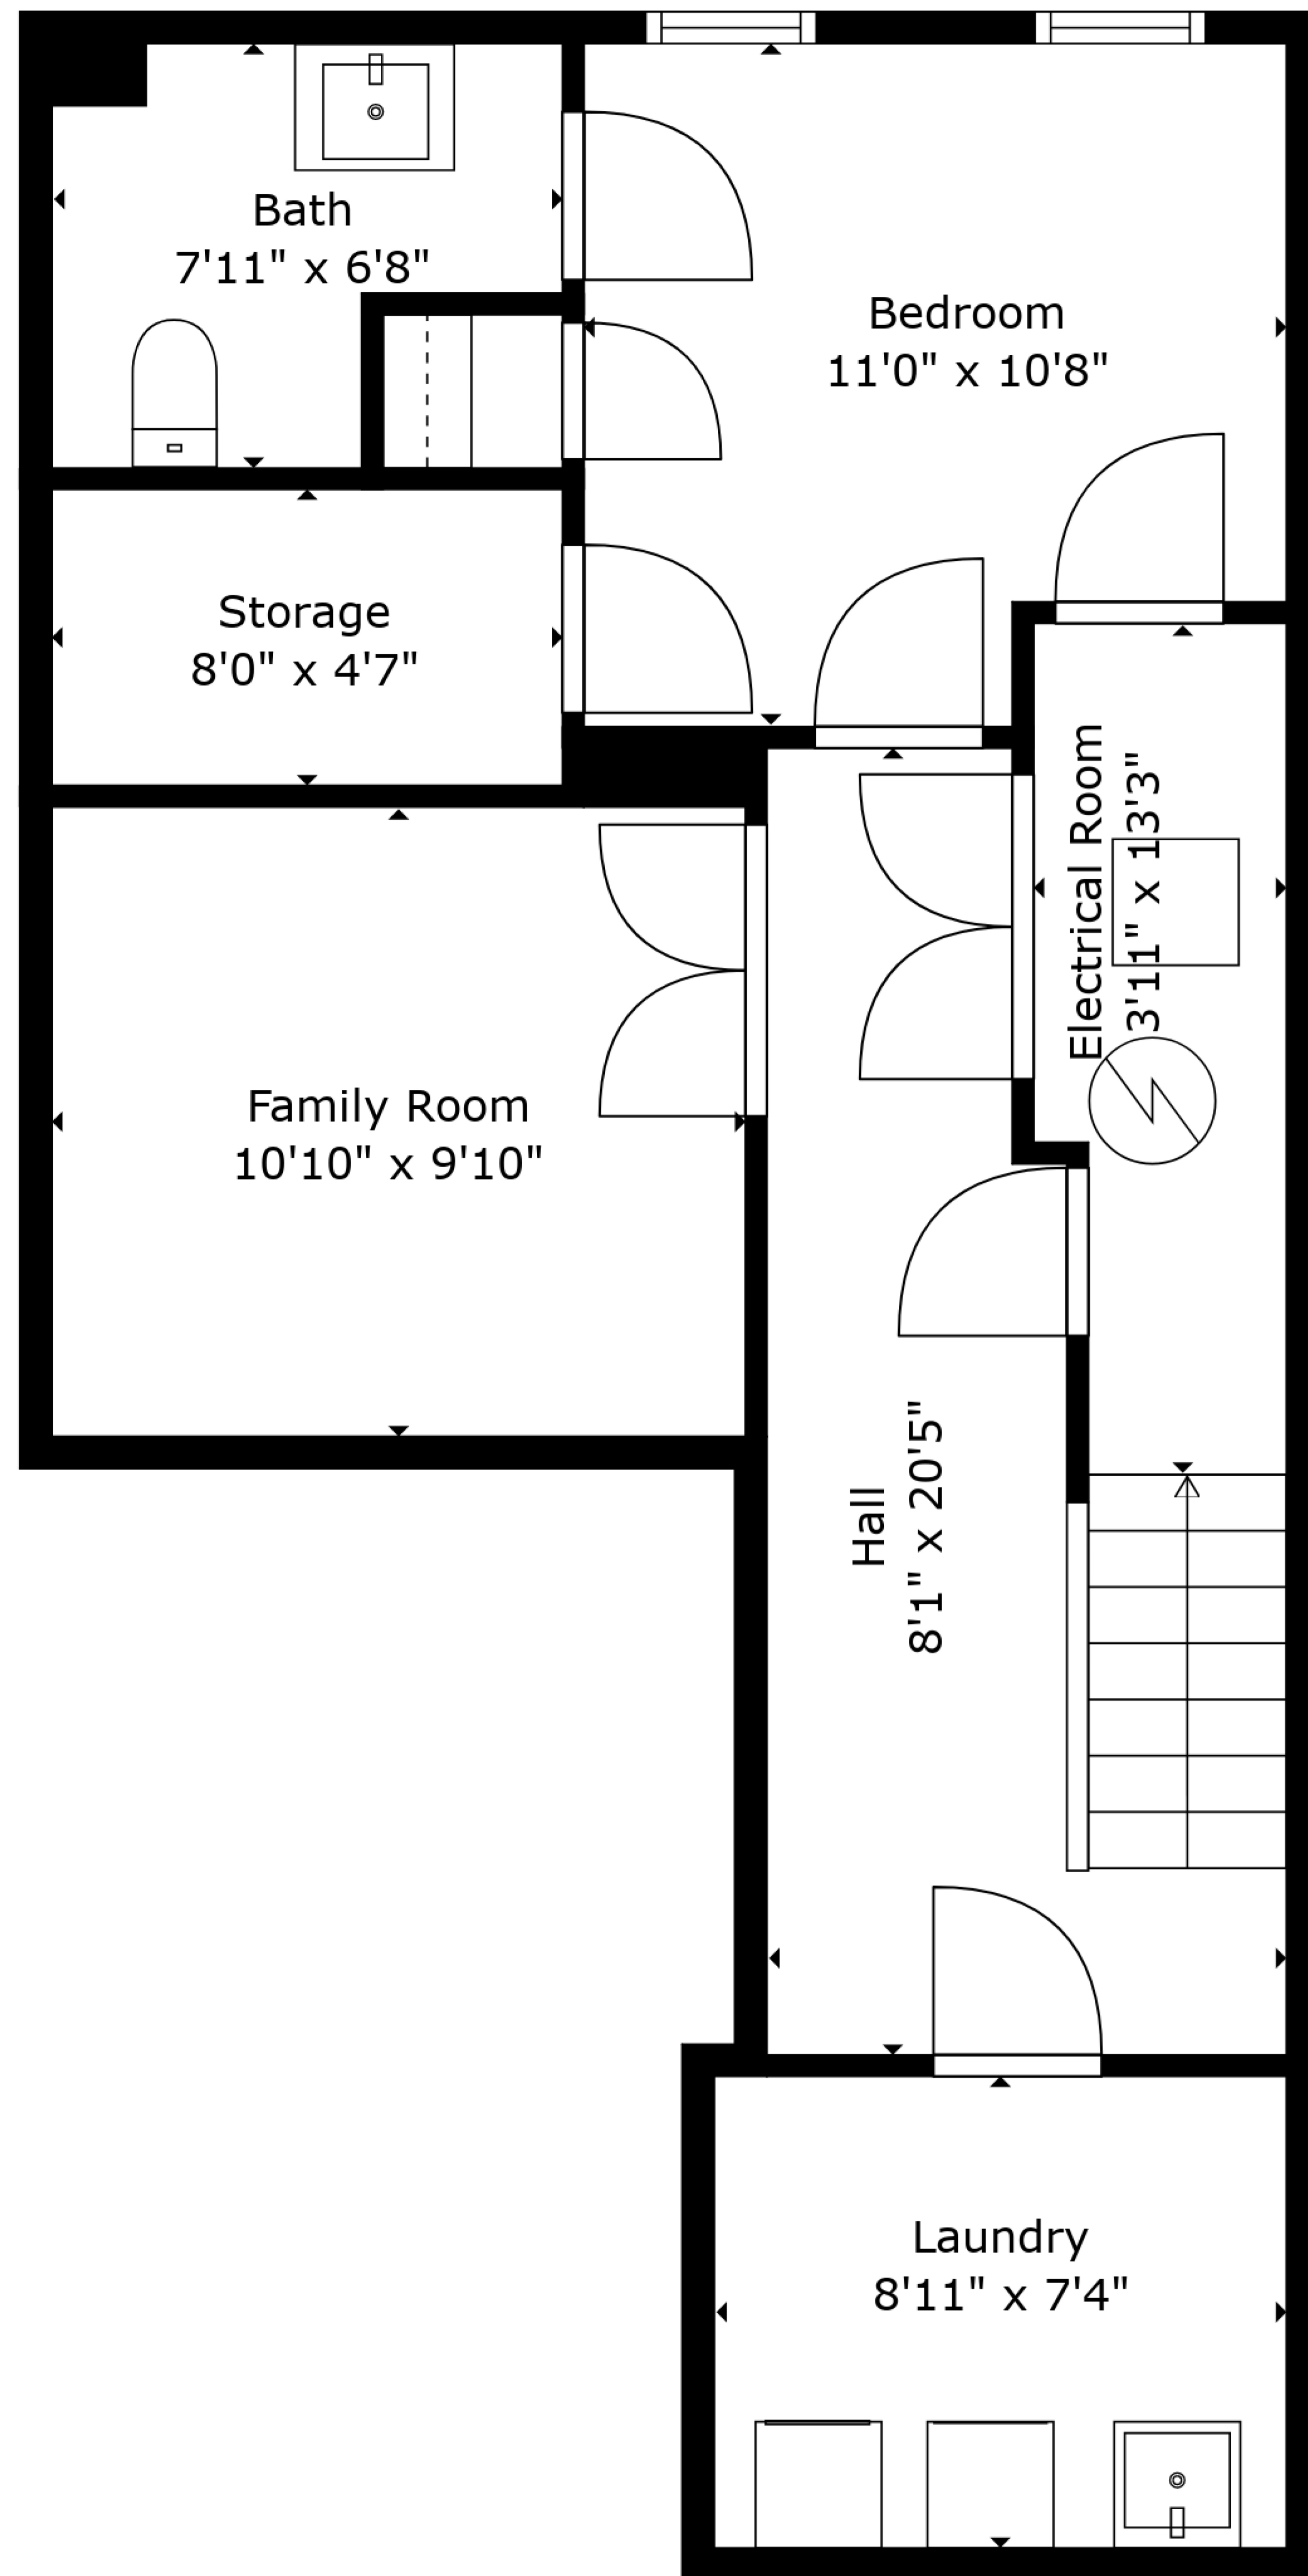 Bath
7'11" x 6'8"
Bedroom
11'0" x 10'8"
Storage
8'0" x 4'7"
Electrical Room
3'11" x 13'3"
Family Room
10'10" x 9'10"
Hall
8'1" x 20'5"
Laundry
8'11" x 7'4"